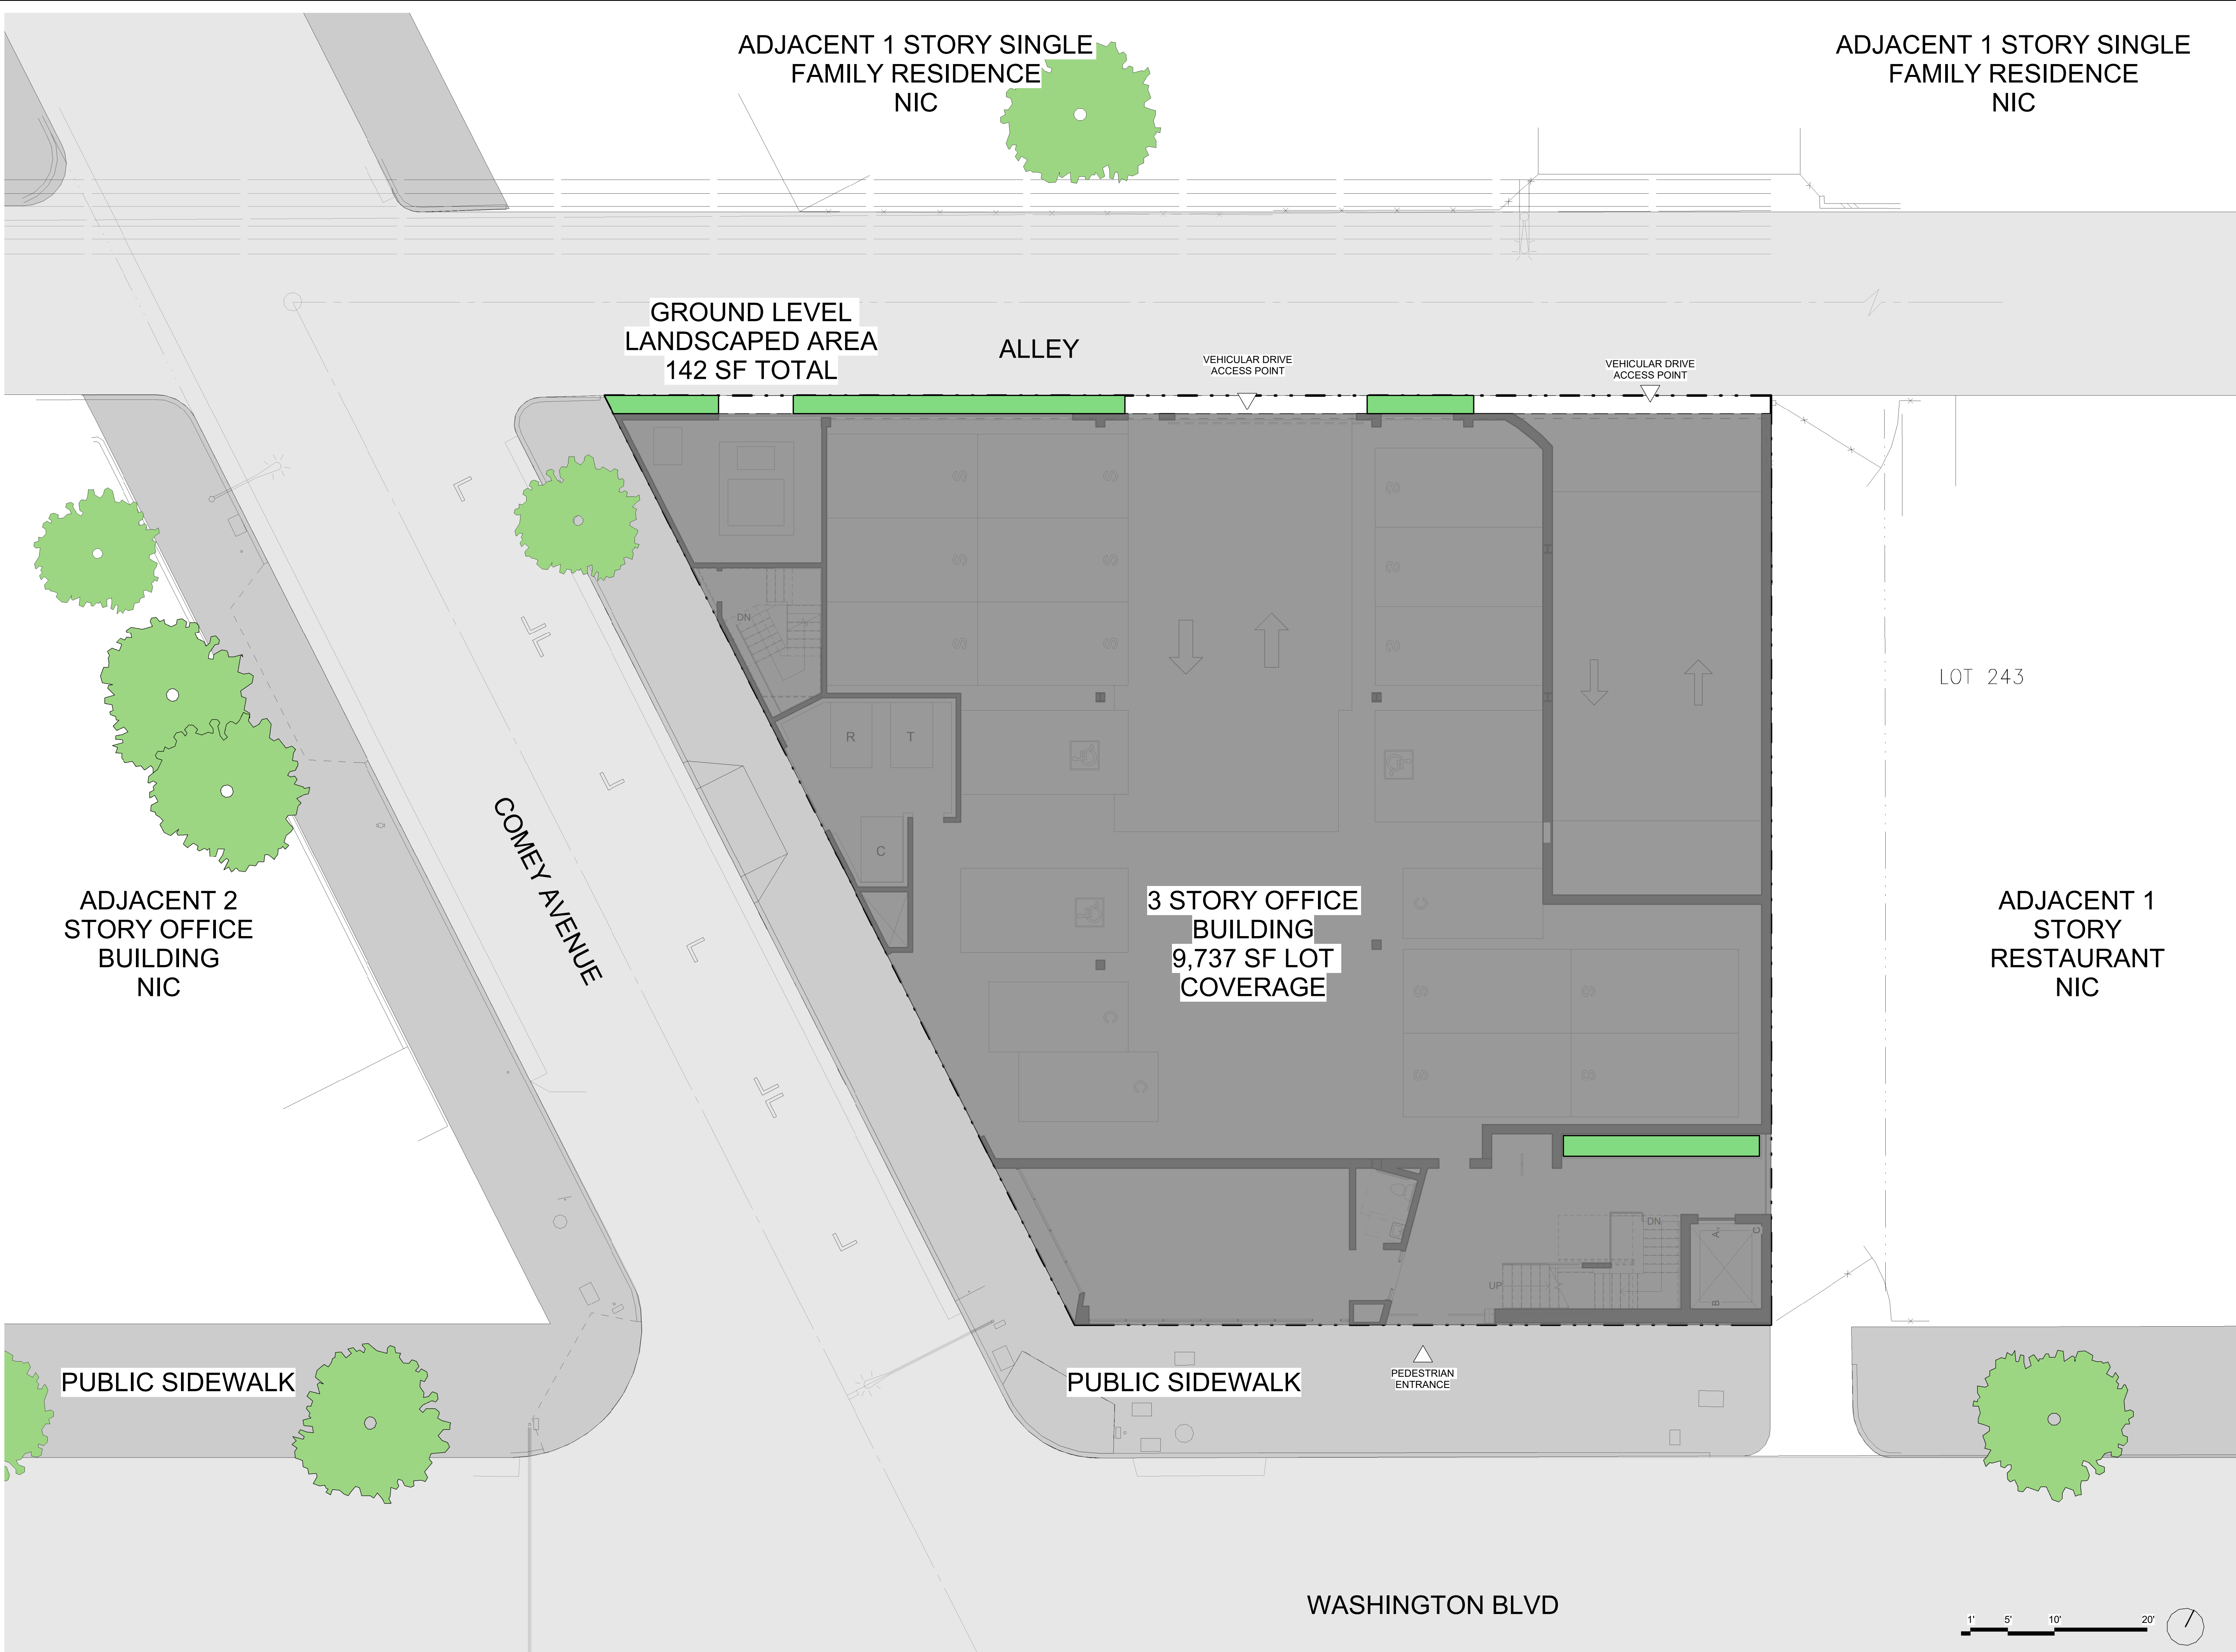 ADJACENT 1 STORY SINGLE
FAMILY RESIDENCE
NIC
ADJACENT 1 STORY SINGLE
FAMILY RESIDENCE
NIC
GROUND LEVEL
LANDSCAPED AREA
142 SF TOTAL
ALLEY
VEHICULAR DRIVE
ACCESS POINT
VEHICULAR DRIVE
ACCESS POINT
S
S
S
S
S
S
S
S
S
DN
R
T
C
LOT 243
COMEY AVENUE
ADJACENT 2
STORY OFFICE
BUILDING
NIC
3 STORY OFFICE
BUILDING
9,737 SF LOT
COVERAGE
ADJACENT 1
STORY
RESTAURANT
NIC
C
C
C
S
S
S
S
DN
UP
A
C
B
PUBLIC SIDEWALK
PUBLIC SIDEWALK
PEDESTRIAN
ENTRANCE
WASHINGTON BLVD
1' 5' 10' 20'